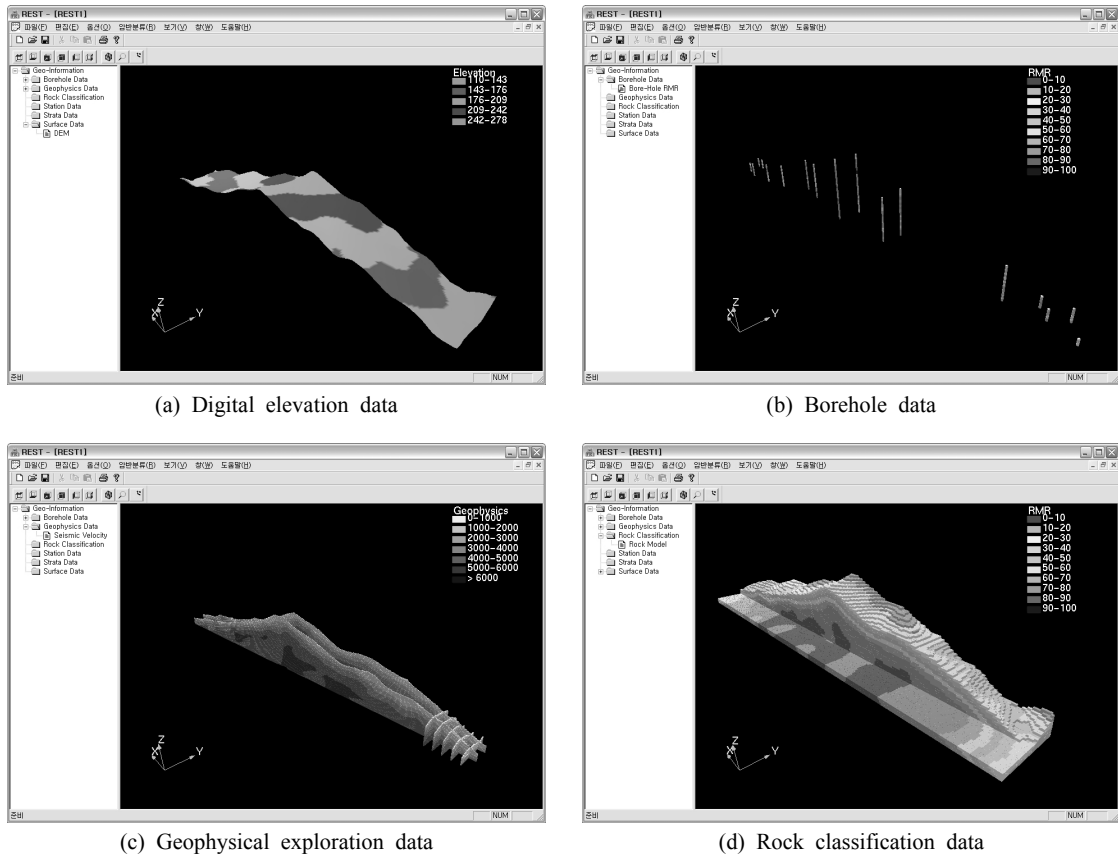 REST - [REST1]
파일(F) 편집(E) 옵션(O) 암반분류(R) 보기(V) 창(W) 도움말(H)
Geo-Information
Borehole Data
Geophysics Data
Rock Classification
Station Data
Strata Data
Surface Data
DEM
Elevation
110-143
143-176
176-209
209-242
242-278
Z
X
Y
준비
NUM
(a) Digital elevation data
REST - [REST1]
파일(F) 편집(E) 옵션(O) 암반분류(R) 보기(V) 창(W) 도움말(H)
Geo-Information
Borehole Data
Bore-Hole RMR
Geophysics Data
Rock Classification
Station Data
Strata Data
Surface Data
RMR
0-10
10-20
20-30
30-40
40-50
50-60
60-70
70-80
80-90
90-100
Z
X
Y
준비
NUM
(b) Borehole data
REST - [REST1]
파일(F) 편집(E) 옵션(O) 암반분류(R) 보기(V) 창(W) 도움말(H)
Geo-Information
Borehole Data
Geophysics Data
Seismic Velocity
Rock Classification
Station Data
Strata Data
Surface Data
Geophysics
0-1000
1000-2000
2000-3000
3000-4000
4000-5000
5000-6000
> 6000
Z
X
Y
준비
NUM
(c) Geophysical exploration data
REST - [REST1]
파일(F) 편집(E) 옵션(O) 암반분류(R) 보기(V) 창(W) 도움말(H)
Geo-Information
Borehole Data
Geophysics Data
Rock Classification
Rock Model
Station Data
Strata Data
Surface Data
RMR
0-10
10-20
20-30
30-40
40-50
50-60
60-70
70-80
80-90
90-100
Z
X
Y
준비
NUM
(d) Rock classification data